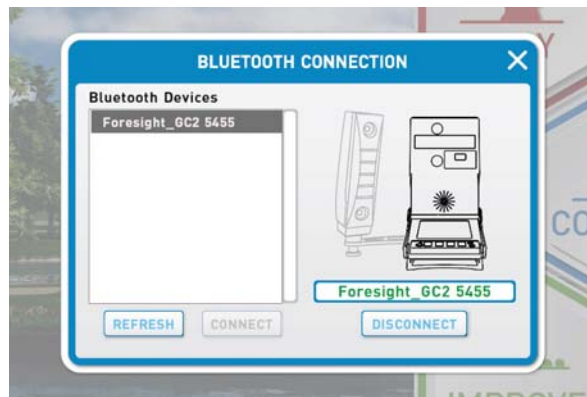 BLUETOOTH CONNECTION
Bluetooth Devices
Foresight_GC2 5455
Foresight_GC2 5455
REFRESH
CONNECT
DISCONNECT